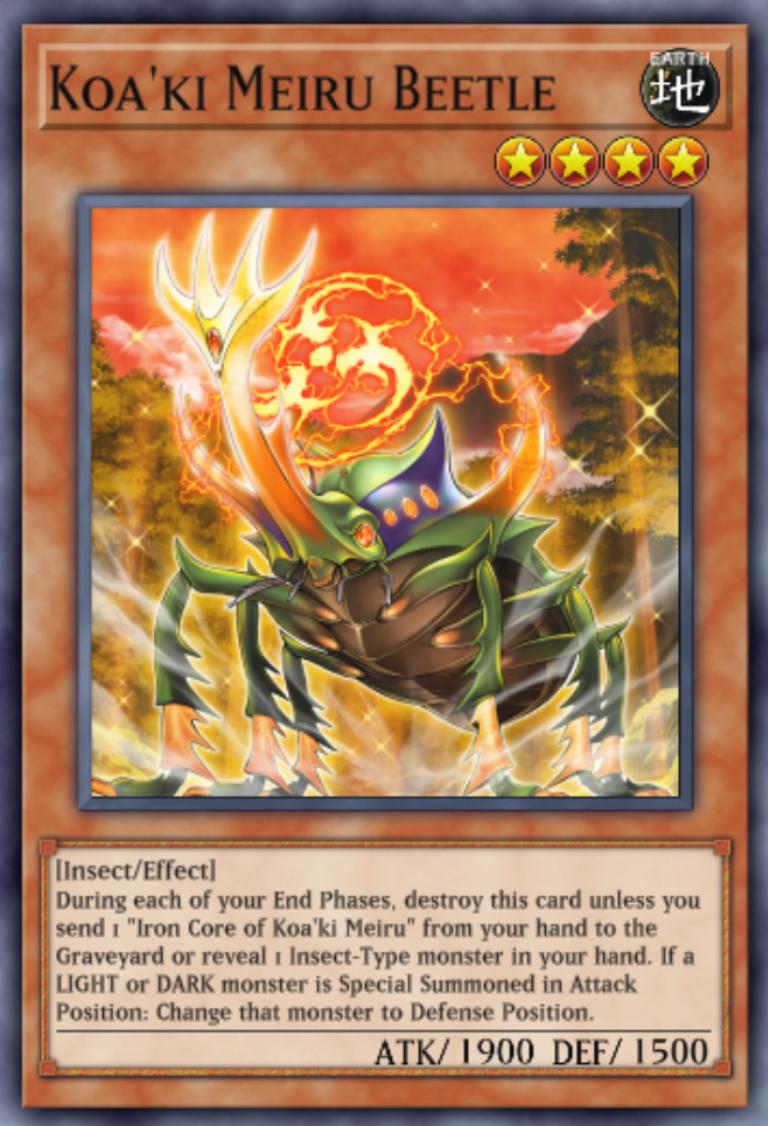 Koa'ki Meiru Beetle
EARTH
地
[Insect/Effect]
During each of your End Phases, destroy this card unless you
send 1 "Iron Core of Koa'ki Meiru" from your hand to the
Graveyard or reveal 1 Insect-Type monster in your hand. If a
LIGHT or DARK monster is Special Summoned in Attack
Position: Change that monster to Defense Position.
ATK/ 1900 DEF/ 1500